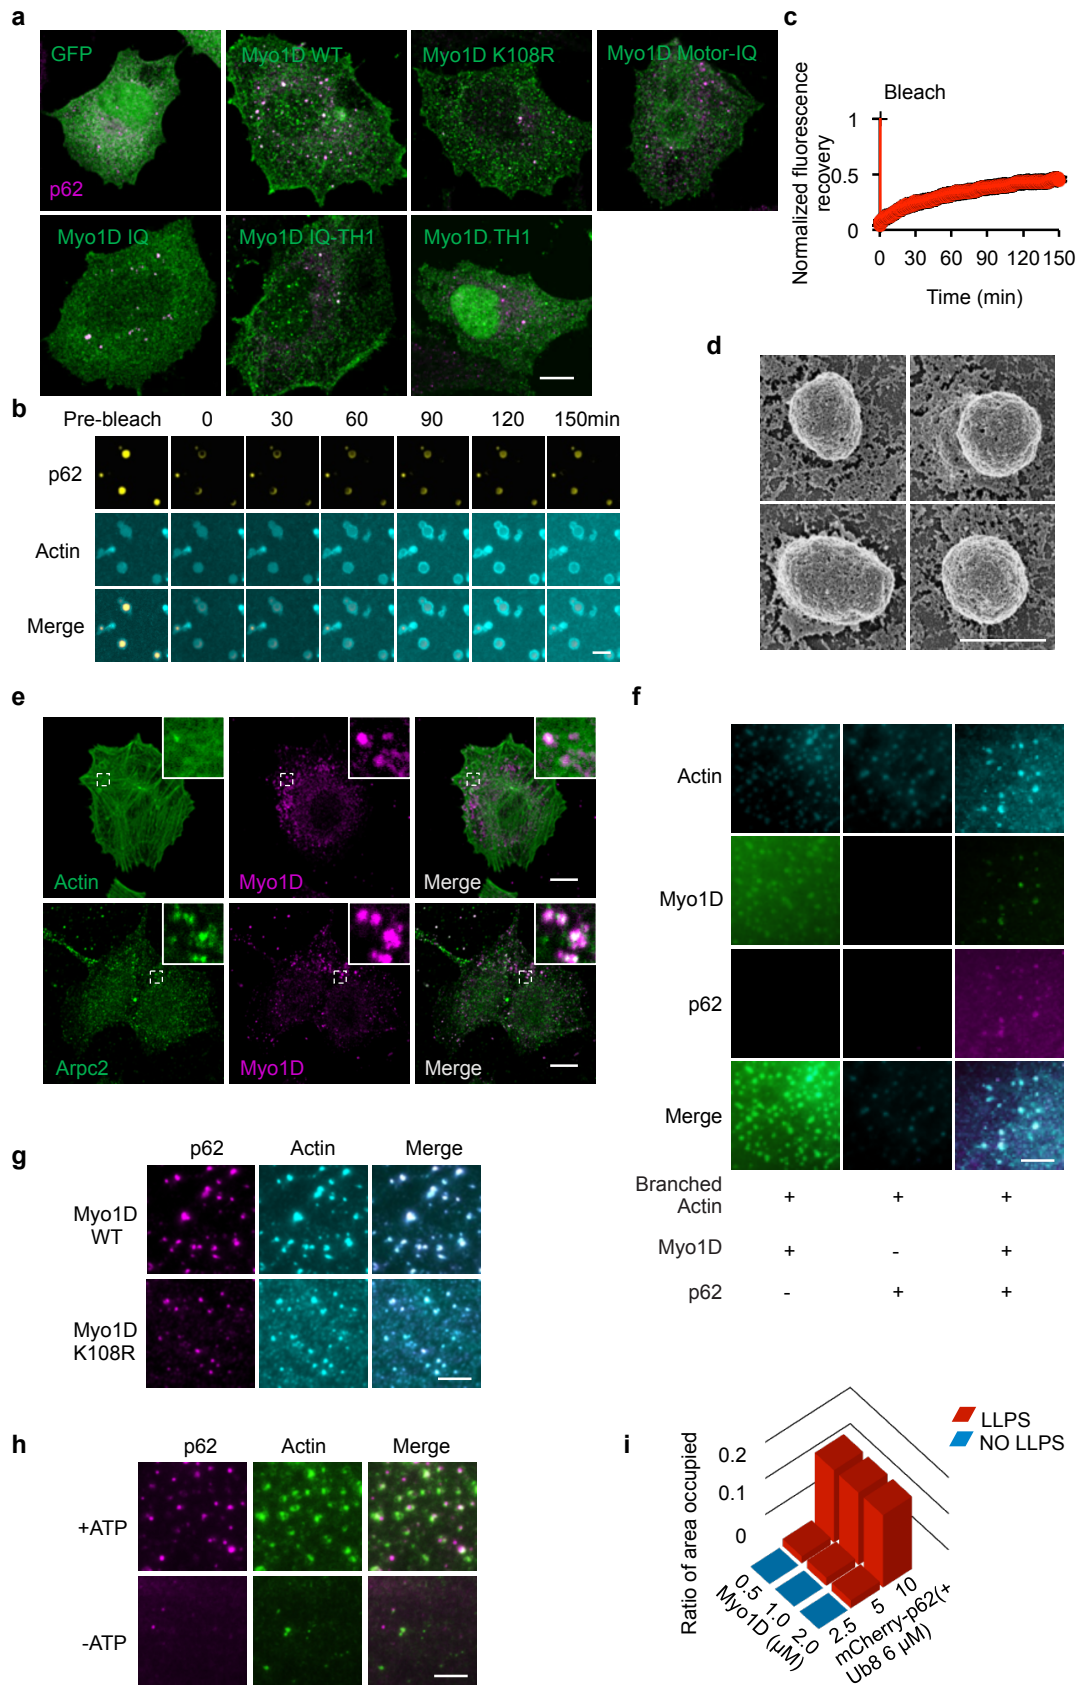 a
GFP
p62
Myo1D WT
Myo1D K108R
Myo1D Motor-IQ
Myo1D IQ
Myo1D IQ-TH1
Myo1D TH1
b
Pre-bleach 0 30 60 90 120 150min
p62
Actin
Merge
c
Bleach
Normalized fluorescence
recovery
1
0.5
0
0 30 60 90 120 150
Time (min)
d
e
Actin
Myo1D
Merge
Arpc2
Myo1D
Merge
f
Actin
Myo1D
p62
Merge
Branched
Actin
+ + +
Myo1D + - +
p62 - + +
g
p62 Actin Merge
Myo1D
WT
Myo1D
K108R
h
p62 Actin Merge
+ATP
-ATP
i
LLPS
NO LLPS
Ratio of area occupied
0.2
0.1
0
0.5 1.0 2.0
Myo1D (μM)
2.5 5 10
mCherry-p62(+
Ub8 6 μM)